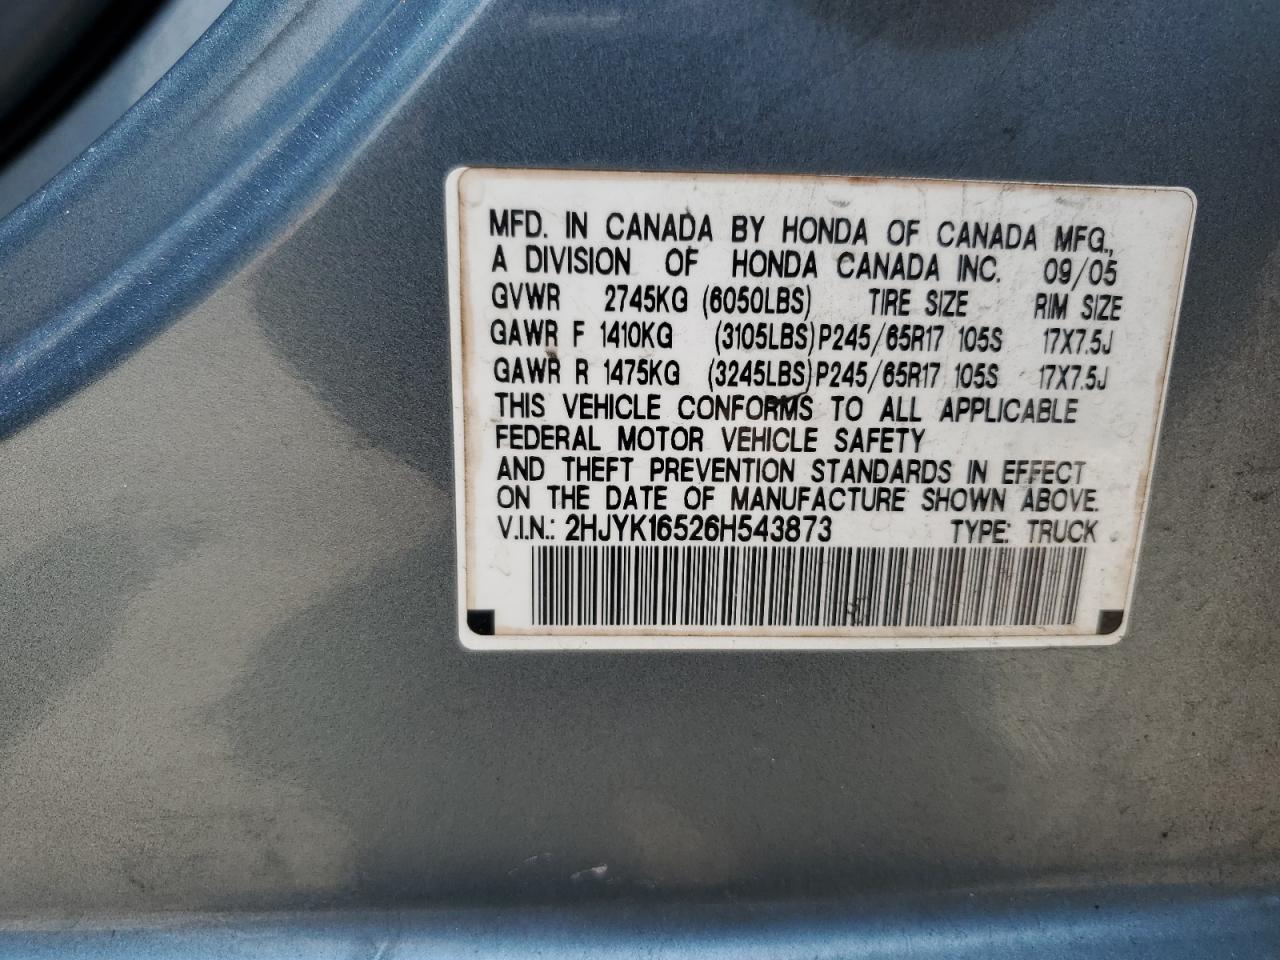 MFD. IN CANADA BY HONDA OF CANADA MFG.,
A DIVISION OF HONDA CANADA INC. 09/05
GVWR 2745KG (6050LBS) TIRE SIZE RIM SIZE
GAWR F 1410KG (3105LBS) P245/65R17 105S 17X7.5J
GAWR R 1475KG (3245LBS) P245/65R17 105S 17X7.5J
THIS VEHICLE CONFORMS TO ALL APPLICABLE
FEDERAL MOTOR VEHICLE SAFETY
AND THEFT PREVENTION STANDARDS IN EFFECT
ON THE DATE OF MANUFACTURE SHOWN ABOVE.
V.I.N.: 2HJYK16526H543873 TYPE: TRUCK